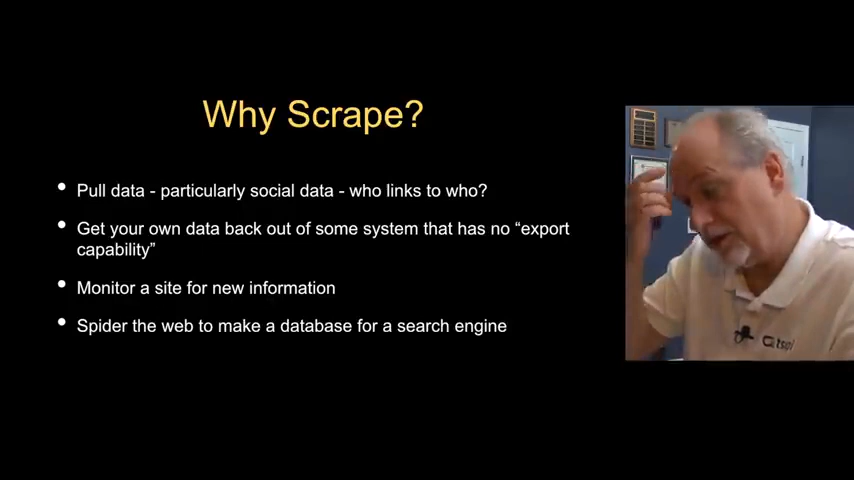 Why Scrape?
• Pull data - particularly social data - who links to who?
• Get your own data back out of some system that has no “export
capability”
• Monitor a site for new information
• Spider the web to make a database for a search engine